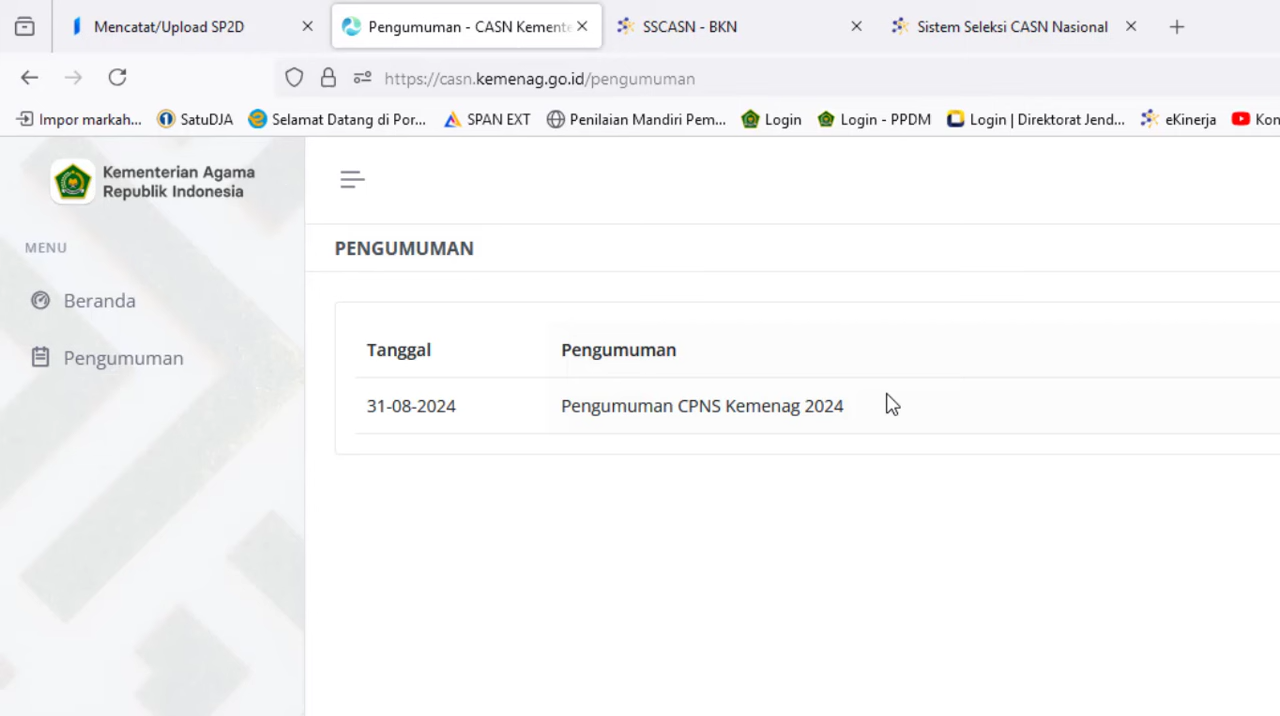 Mencatat/Upload SP2D
Pengumuman - CASN Kement
SSCASN - BKN
Sistem Seleksi CASN Nasional
https://casn.kemenag.go.id/pengumuman
Impor markah...
SatuDJA
Selamat Datang di Por...
SPAN EXT
Penilaian Mandiri Pem...
Login
Login - PPDM
Login | Direktorat Jend...
eKinerja
Kon
Kementerian Agama
Republik Indonesia
MENU
Beranda
Pengumuman
PENGUMUMAN
Tanggal Pengumuman
31-08-2024 Pengumuman CPNS Kemenag 2024